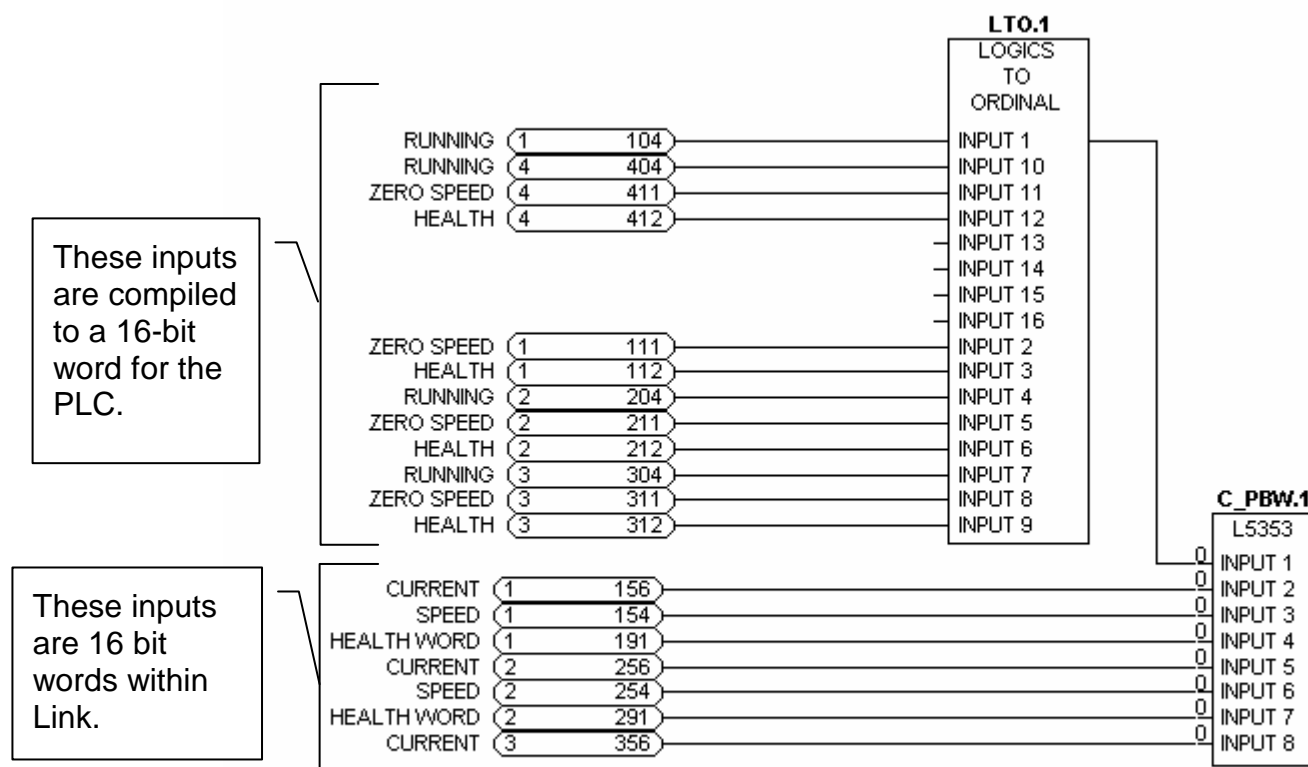 LTO.1
LOGICS
TO
ORDINAL
RUNNING 1 104 INPUT 1
RUNNING 4 404 INPUT 10
ZERO SPEED 4 411 INPUT 11
HEALTH 4 412 INPUT 12
INPUT 13
INPUT 14
INPUT 15
INPUT 16
ZERO SPEED 1 111 INPUT 2
HEALTH 1 112 INPUT 3
RUNNING 2 204 INPUT 4
ZERO SPEED 2 211 INPUT 5
HEALTH 2 212 INPUT 6
RUNNING 3 304 INPUT 7
ZERO SPEED 3 311 INPUT 8
HEALTH 3 312 INPUT 9
These inputs
are compiled
to a 16-bit
word for the
PLC.
C_PBW.1
L5353
0 INPUT 1
CURRENT 1 156 0 INPUT 2
SPEED 1 154 0 INPUT 3
HEALTH WORD 1 191 0 INPUT 4
CURRENT 2 256 0 INPUT 5
SPEED 2 254 0 INPUT 6
HEALTH WORD 2 291 0 INPUT 7
CURRENT 3 356 0 INPUT 8
These inputs
are 16 bit
words within
Link.